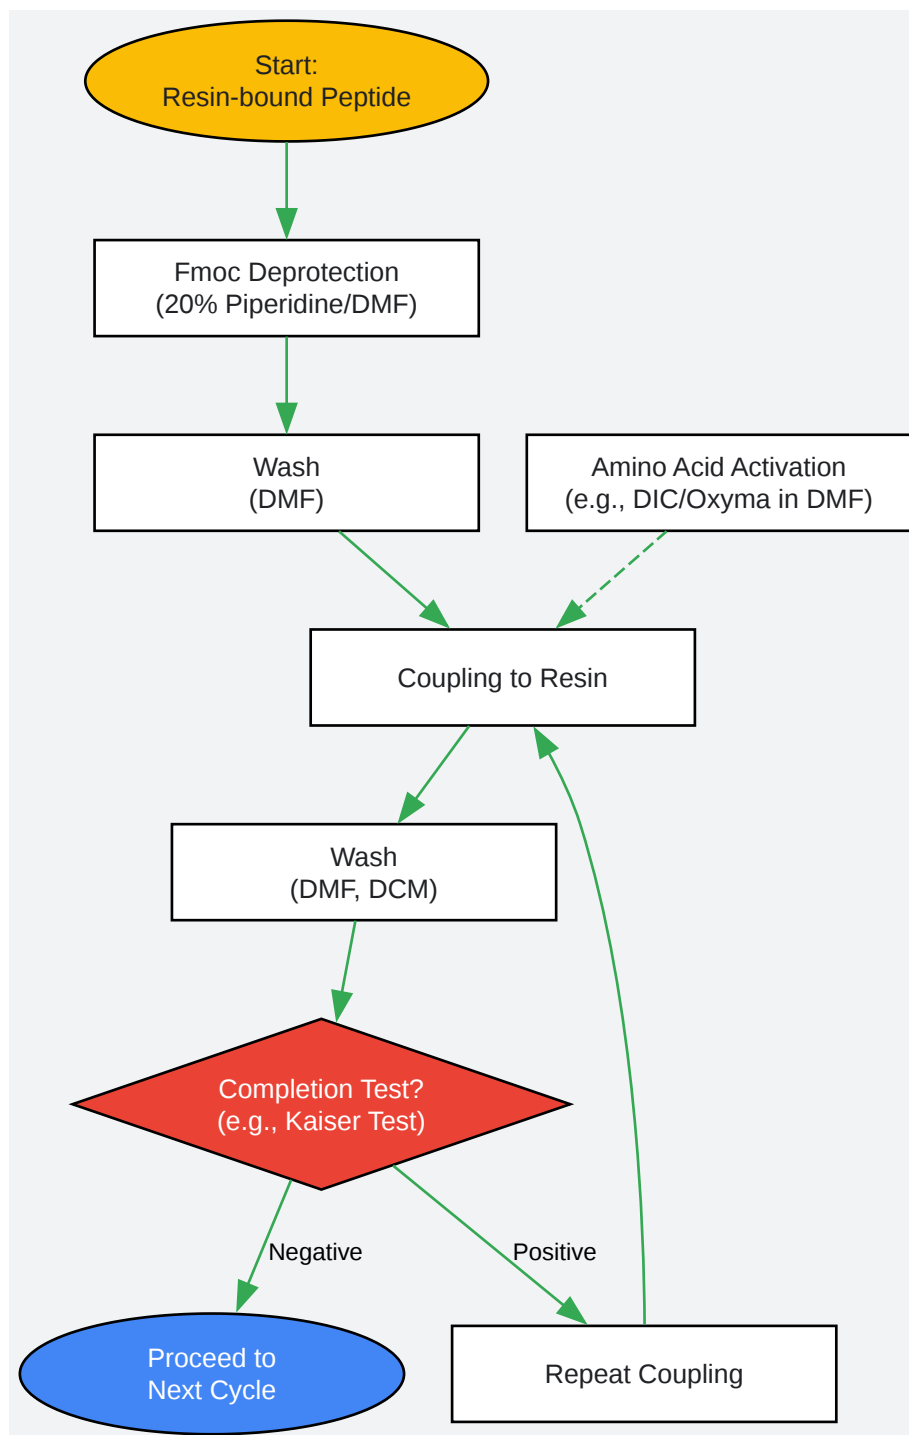 Start:
Resin-bound Peptide
Fmoc Deprotection
(20% Piperidine/DMF)
Wash
(DMF)
Amino Acid Activation
(e.g., DIC/Oxyma in DMF)
Coupling to Resin
Wash
(DMF, DCM)
Completion Test?
(e.g., Kaiser Test)
Negative
Positive
Proceed to
Next Cycle
Repeat Coupling